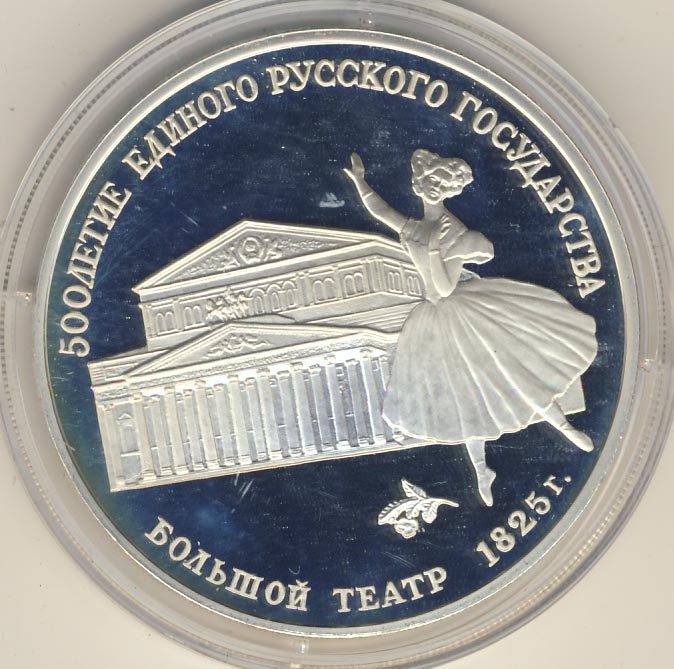 500ЛЕТИЕ ЕДИНОГО РУССКОГО ГОСУДАРСТВА
БОЛЬШОЙ ТЕАТР 1825г.